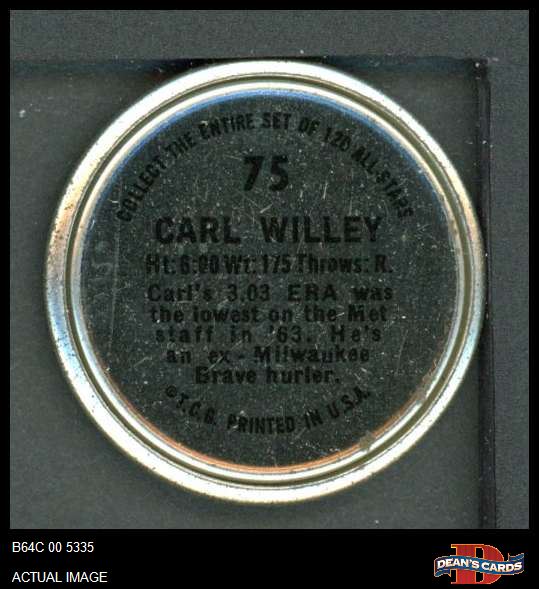 COLLECT THE ENTIRE SET OF 120 ALL-STARS
75
CARL WILLEY
Ht: 6:00 Wt: 175 Throws: R.
Carl's 3.03 ERA was
the lowest on the Met
staff in '63. He's
an ex-Milwaukee
Brave hurler.
©T.C.G. PRINTED IN U.S.A.
B64C 00 5335
ACTUAL IMAGE
DEAN'S CARDS